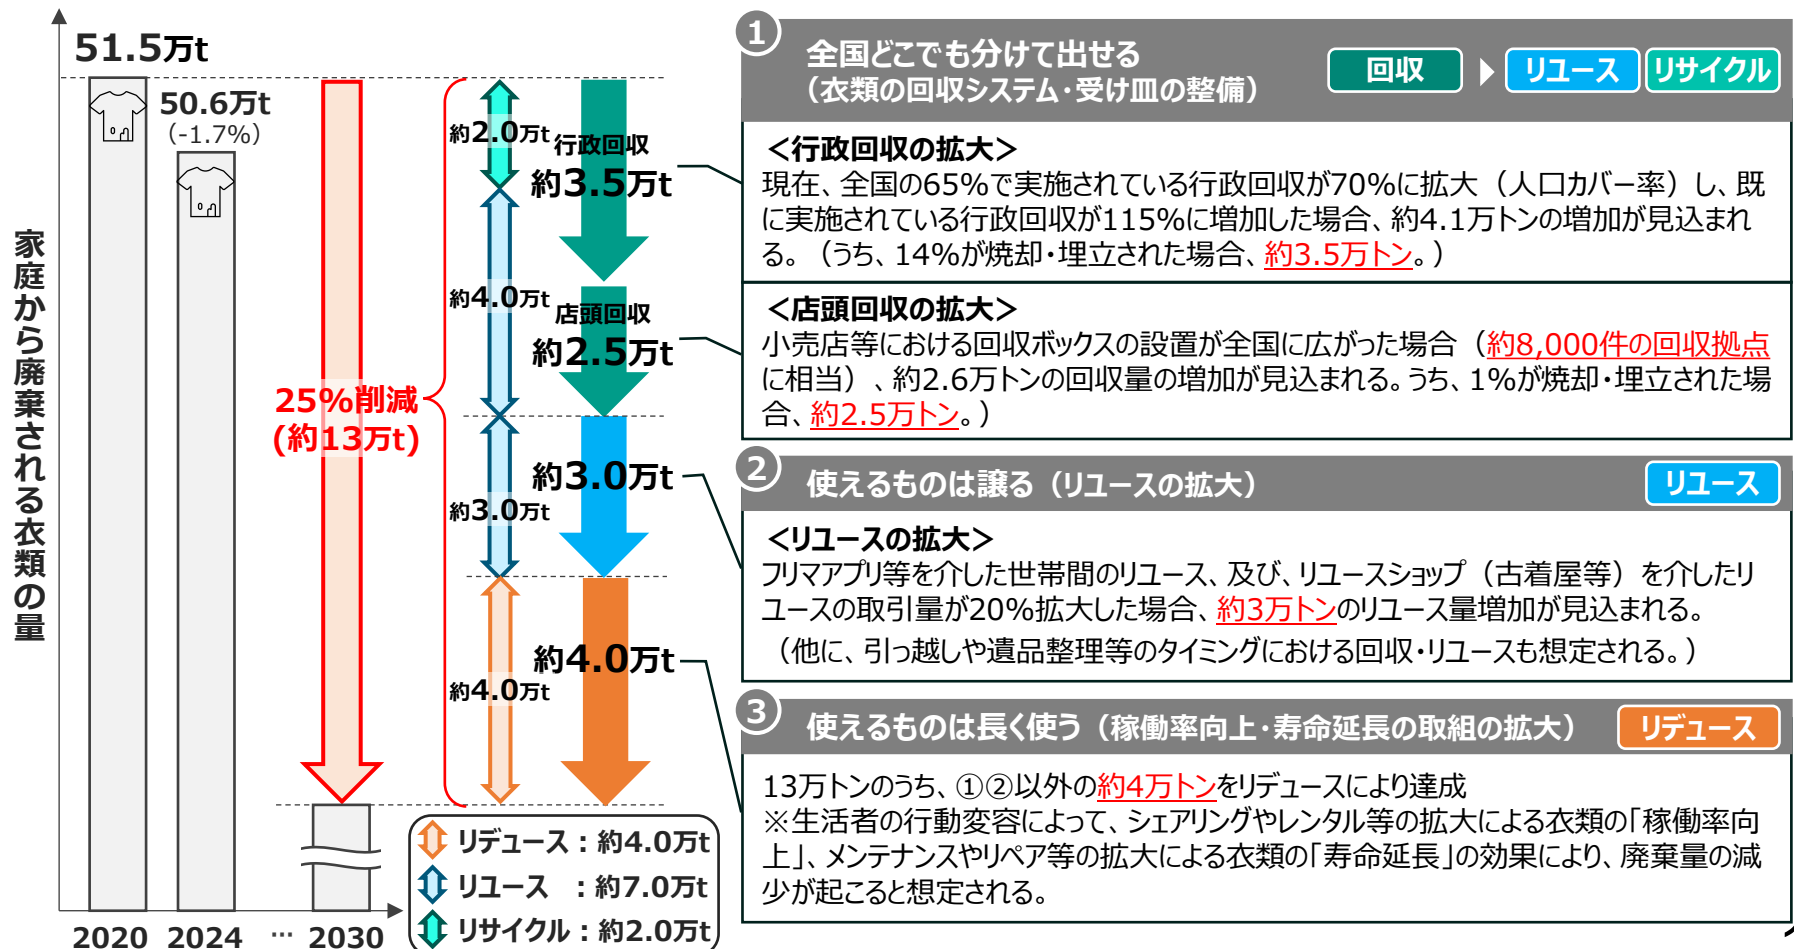 家庭から廃棄される衣類の量
51.5万t
50.6万t
(-1.7%)
25%削減
(約13万t)
約2.0万t
約4.0万t
約3.0万t
約4.0万t
行政回収
約3.5万t
店頭回収
約2.5万t
約3.0万t
約4.0万t
2020
2024
…
2030
リデュース:約4.0万t
リユース :約7.0万t
リサイクル:約2.0万t
①
全国どこでも分けて出せる
(衣類の回収システム・受け皿の整備)
回収 ▶ リユース リサイクル
<行政回収の拡大>
現在、全国の65%で実施されている行政回収が70%に拡大(人口カバー率)し、既
に実施されている行政回収が115%に増加した場合、約4.1万トンの増加が見込まれ
る。(うち、14%が焼却・埋立された場合、約3.5万トン。)
<店頭回収の拡大>
小売店等における回収ボックスの設置が全国に広がった場合(約8,000件の回収拠点
に相当)、約2.6万トンの回収量の増加が見込まれる。うち、1%が焼却・埋立された場
合、約2.5万トン。)
②
使えるものは譲る(リユースの拡大)
リユース
<リユースの拡大>
フリマアプリ等を介した世帯間のリユース、及び、リユースショップ(古着屋等)を介したリ
ユースの取引量が20%拡大した場合、約3万トンのリユース量増加が見込まれる。
(他に、引っ越しや遺品整理等のタイミングにおける回収・リユースも想定される。)
③
使えるものは長く使う(稼働率向上・寿命延長の取組の拡大)
リデュース
13万トンのうち、①②以外の約4万トンをリデュースにより達成
※生活者の行動変容によって、シェアリングやレンタル等の拡大による衣類の「稼働率向
上」、メンテナンスやリペア等の拡大による衣類の「寿命延長」の効果により、廃棄量の減
少が起こると想定される。